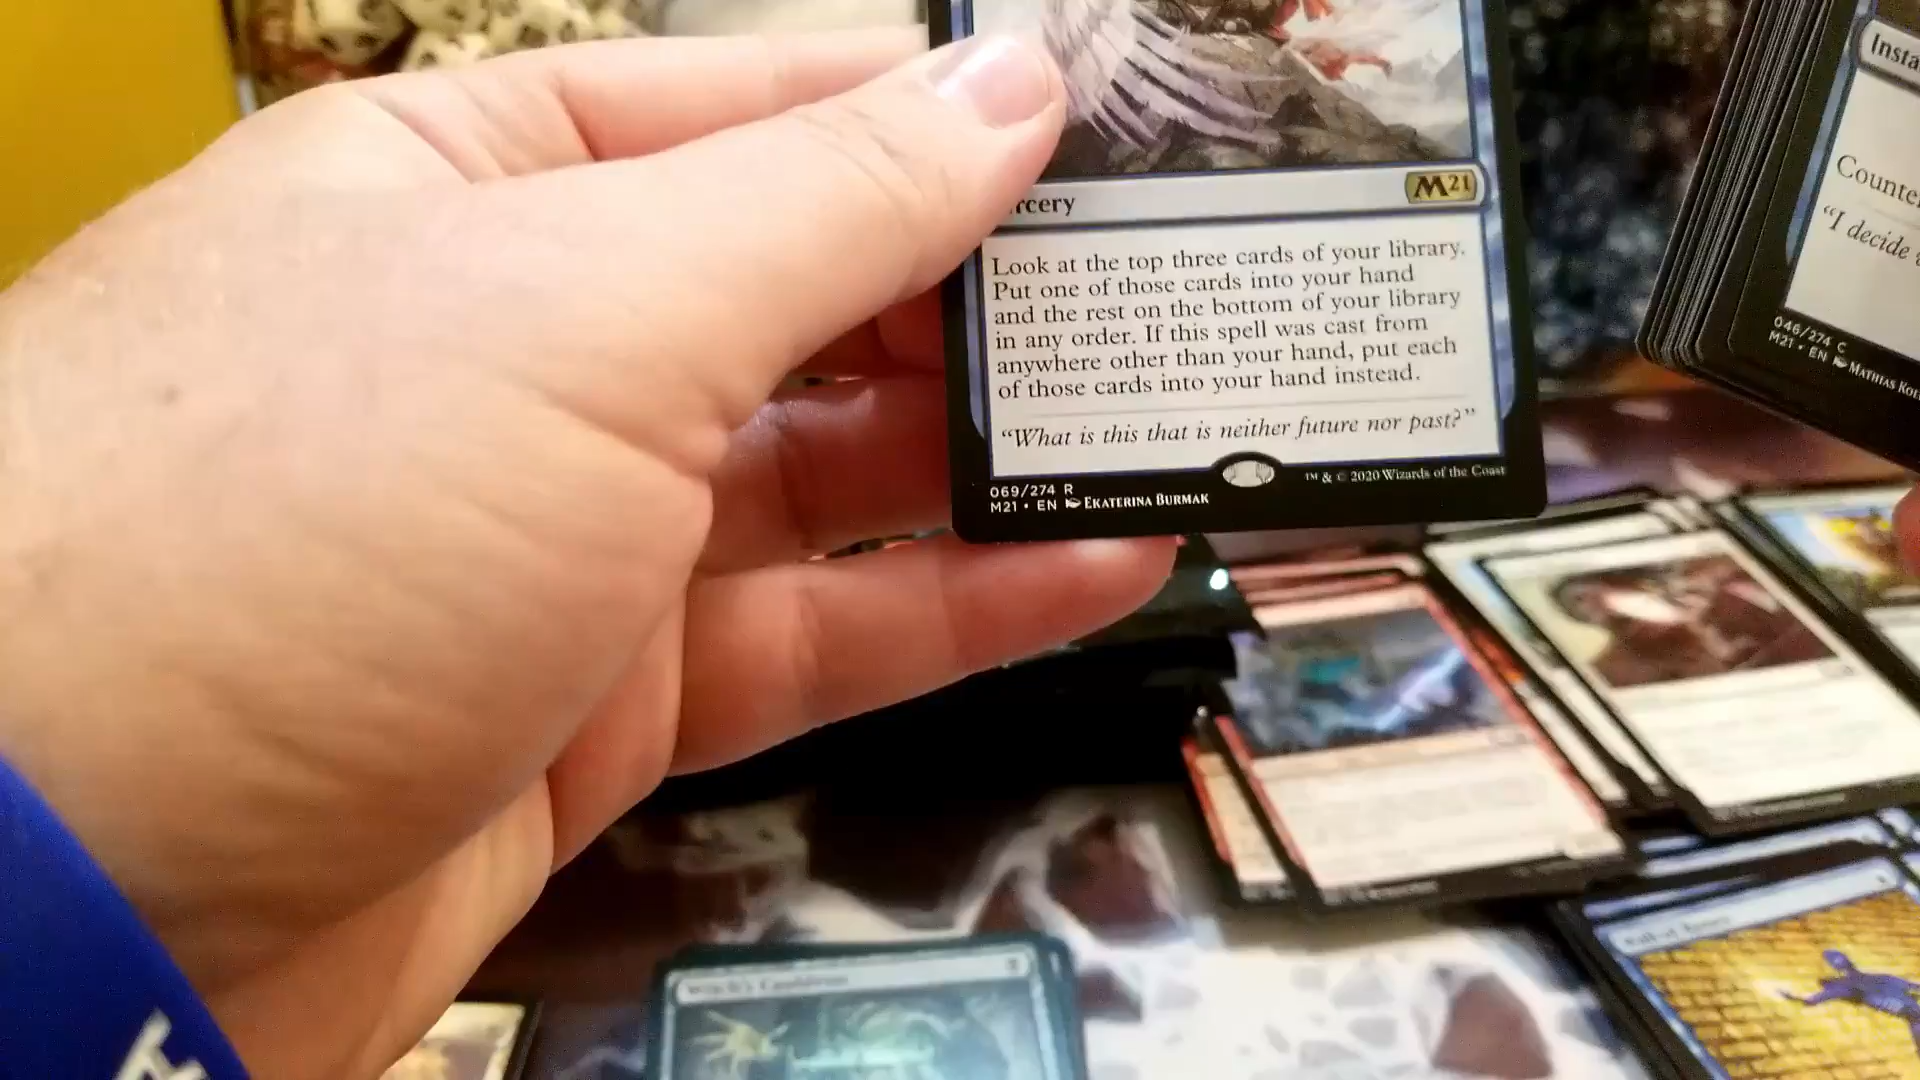 rcery
M21
Look at the top three cards of your library.
Put one of those cards into your hand
and the rest on the bottom of your library
in any order. If this spell was cast from
anywhere other than your hand, put each
of those cards into your hand instead.
“What is this that is neither future nor past?”
069/274 R
M21 • EN EKATERINA BURMAK
™ & © 2020 Wizards of the Coast
Insta
Counte
“I decide
046/274 C
M21 • EN MATHIAS KOL
Witch's Cauldron